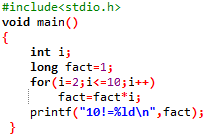 #include<stdio.h>
void main()
{
int i;
long fact=1;
for(i=2;i<=10;i++)
fact=fact*i;
printf("10!=%ld\n",fact);
}